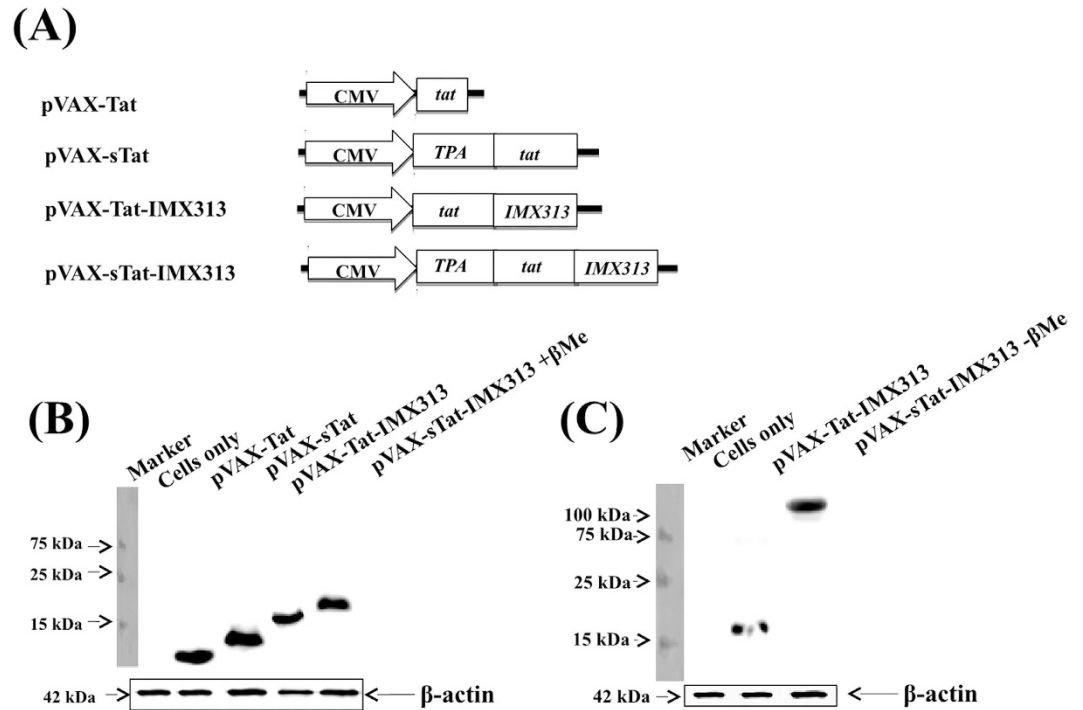 (A)
pVAX-Tat
CMV
tat
pVAX-sTat
CMV
TPA
tat
pVAX-Tat-IMX313
CMV
tat
IMX313
pVAX-sTat-IMX313
CMV
TPA
tat
IMX313
(B)
Marker
Cells only
pVAX-Tat
pVAX-sTat
pVAX-Tat-IMX313
pVAX-sTat-IMX313 +βMe
75 kDa
25 kDa
15 kDa
42 kDa
β-actin
(C)
Marker
Cells only
pVAX-Tat-IMX313
pVAX-sTat-IMX313 -βMe
100 kDa
75 kDa
25 kDa
15 kDa
42 kDa
β-actin